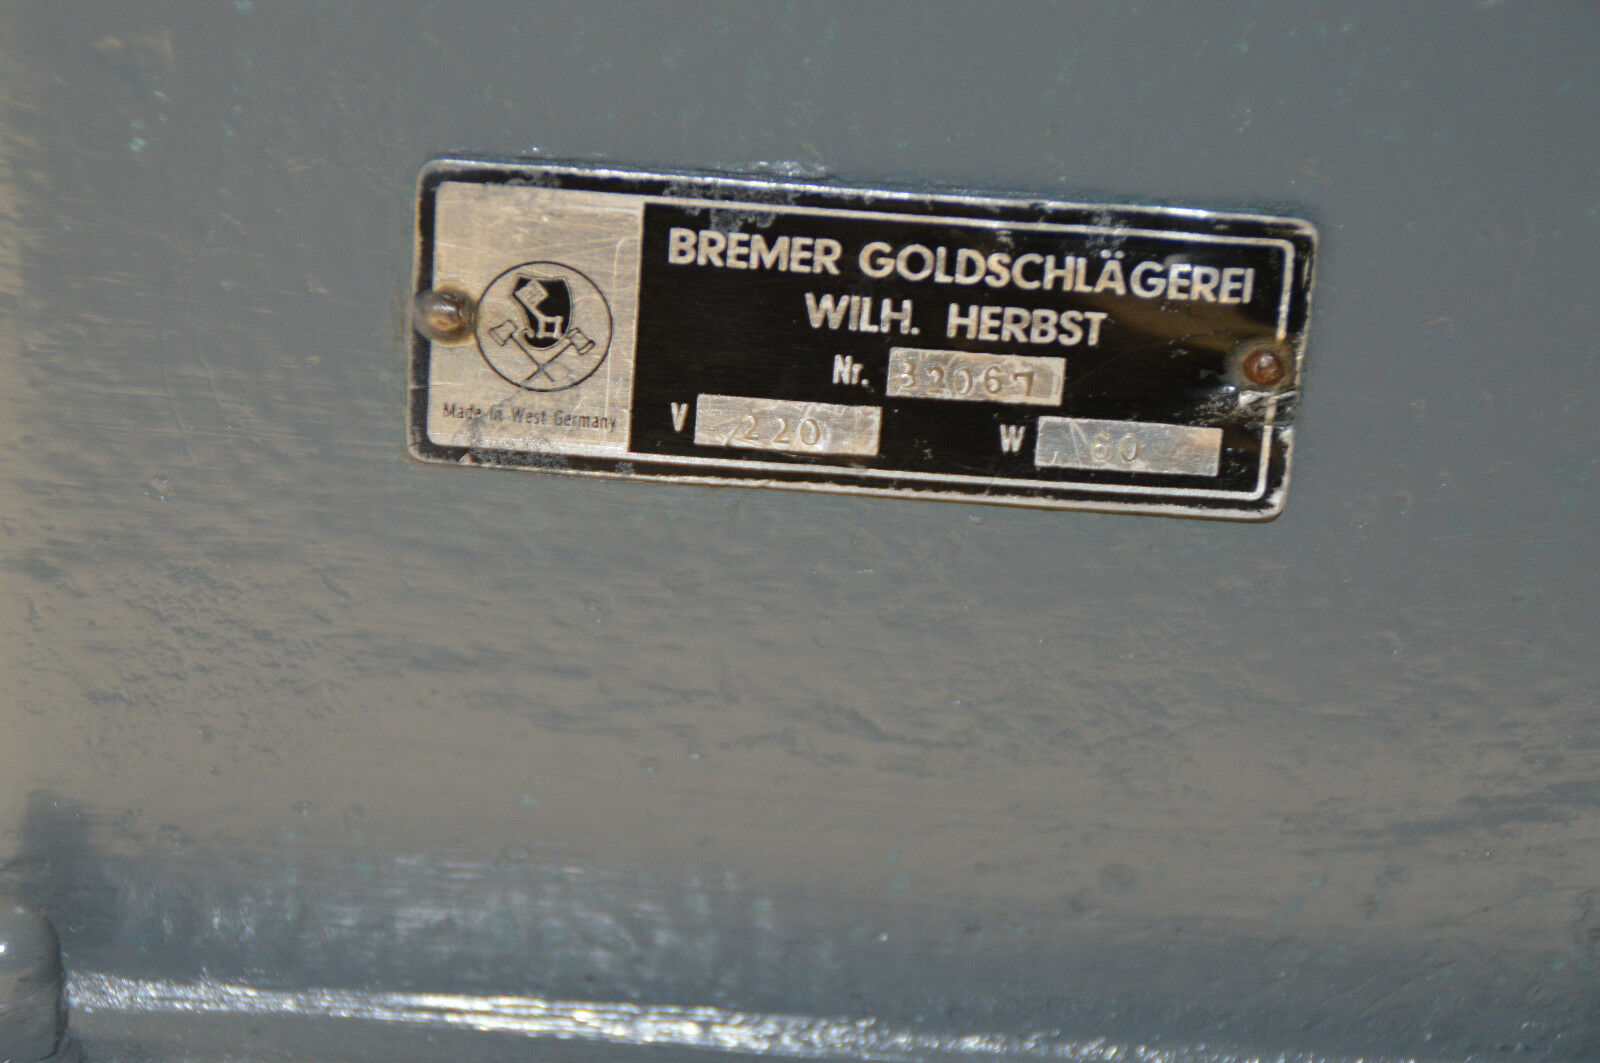 BREMER GOLDSCHLÄGEREI
WILH. HERBST
Nr. 32067
V 220 W 60
Made in West Germany